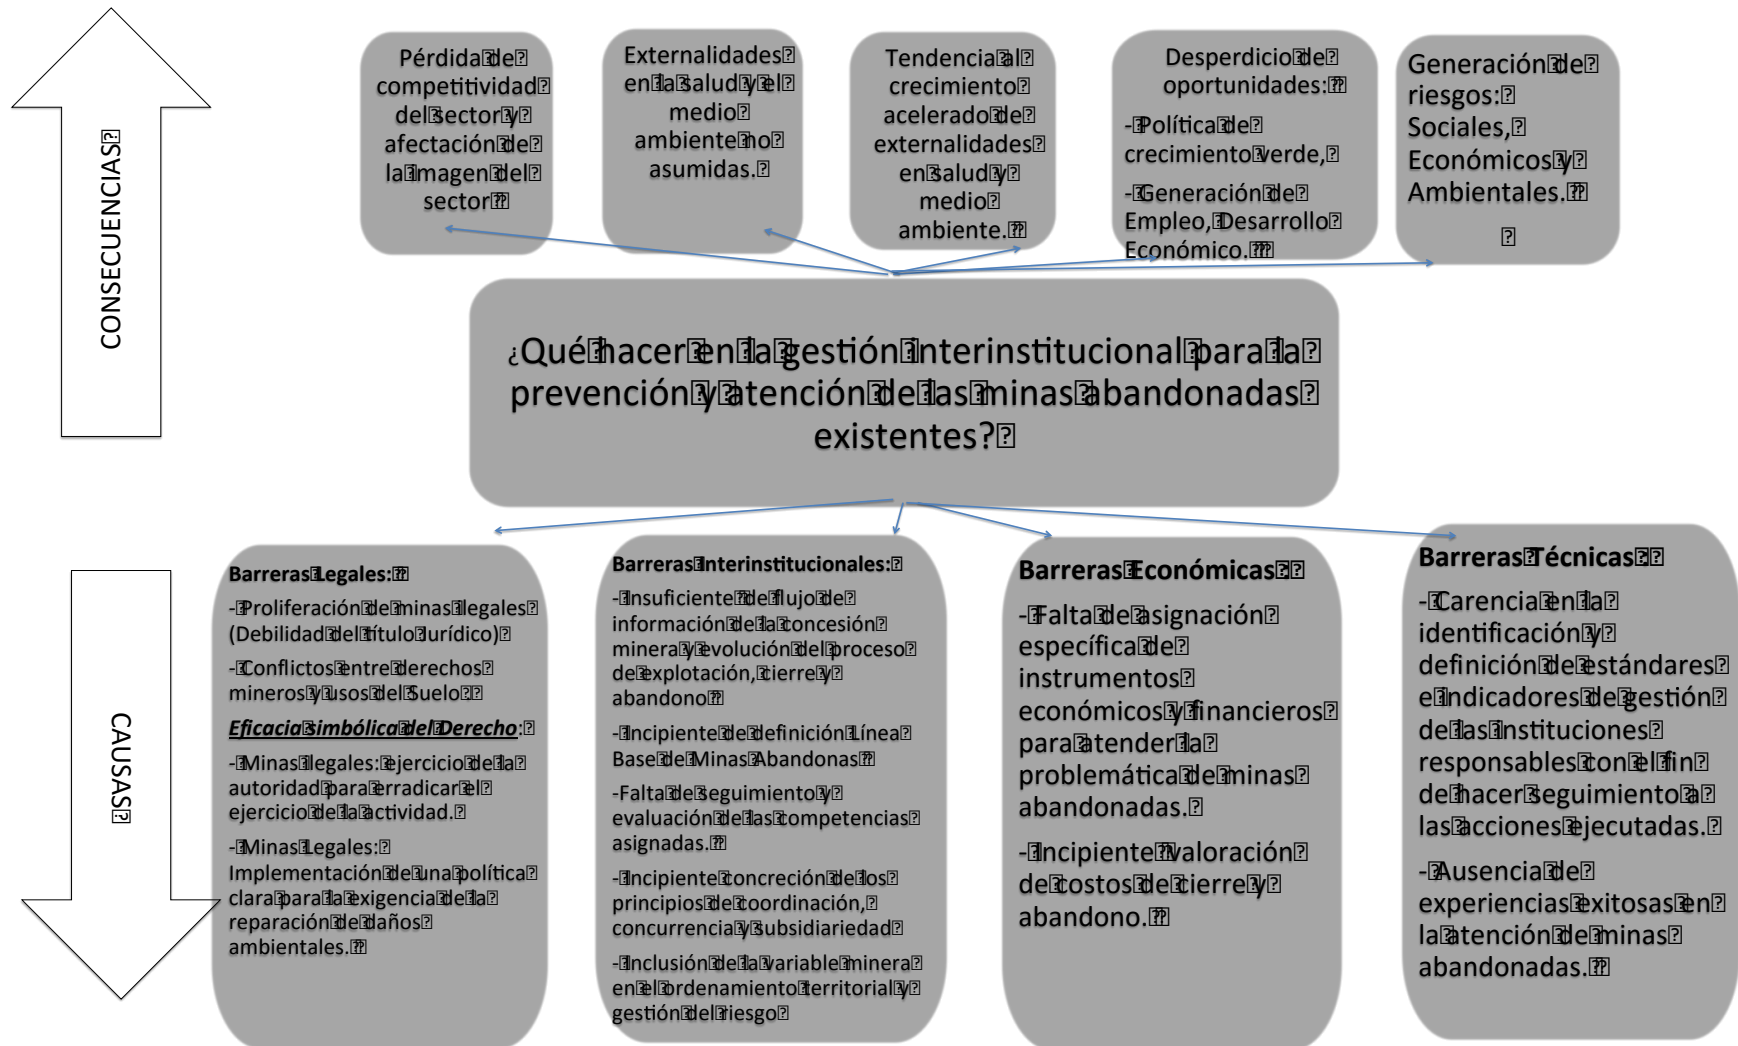 CONSECUENCIAS
Pérdida de
competitividad
del sector y
afectación de
la imagen del
sector
Externalidades
en la salud y el
medio
ambiente no
asumidas.
Tendencia al
crecimiento
acelerado de
externalidades
en salud y
medio
ambiente.
Desperdicio de
oportunidades:
- Política de
crecimiento verde,
- Generación de
Empleo, Desarrollo
Económico.
Generación de
riesgos:
Sociales,
Económicos y
Ambientales.
¿Qué hacer en la gestión interinstitucional para la
prevención y atención de las minas abandonadas
existentes?
CAUSAS
Barreras Legales:
- Proliferación de minas ilegales
(Debilidad del título Jurídico)
- Conflictos entre derechos
mineros y usos del Suelo
Eficacia simbólica del Derecho:
- Minas ilegales: ejercicio de la
autoridad para erradicar el
ejercicio de la actividad.
- Minas Legales:
Implementación de una política
clara para la exigencia de la
reparación de daños
ambientales.
Barreras Interinstitucionales:
- Insuficiente de flujo de
información de la concesión
minera y evolución del proceso
de explotación, cierre y
abandono
- Incipiente de definición Línea
Base de Minas Abandonas
-Falta de seguimiento y
evaluación de las competencias
asignadas.
- Incipiente concreción de los
principios de coordinación,
concurrencia y subsidiariedad
- Inclusión de la variable minera
en el ordenamiento territorial y
gestión del riesgo
Barreras Económicas:
- Falta de asignación
específica de
instrumentos
económicos y financieros
para atender la
problemática de minas
abandonadas.
- Incipiente valoración
de costos de cierre y
abandono.
Barreras Técnicas:
- Carencia en la
identificación y
definición de estándares
e indicadores de gestión
de las instituciones
responsables con el fin
de hacer seguimiento a
las acciones ejecutadas.
- Ausencia de
experiencias exitosas en
la atención de minas
abandonadas.